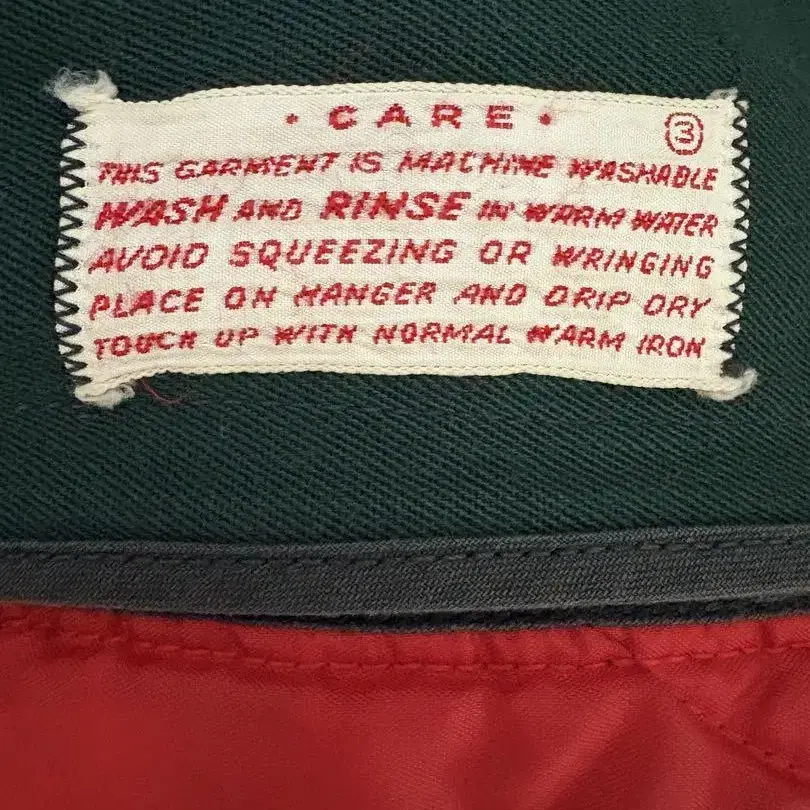 • CARE • ③
THIS GARMENT IS MACHINE WASHABLE
WASH AND RINSE IN WARM WATER
AVOID SQUEEZING OR WRINGING
PLACE ON HANGER AND DRIP DRY
TOUCH UP WITH NORMAL WARM IRON